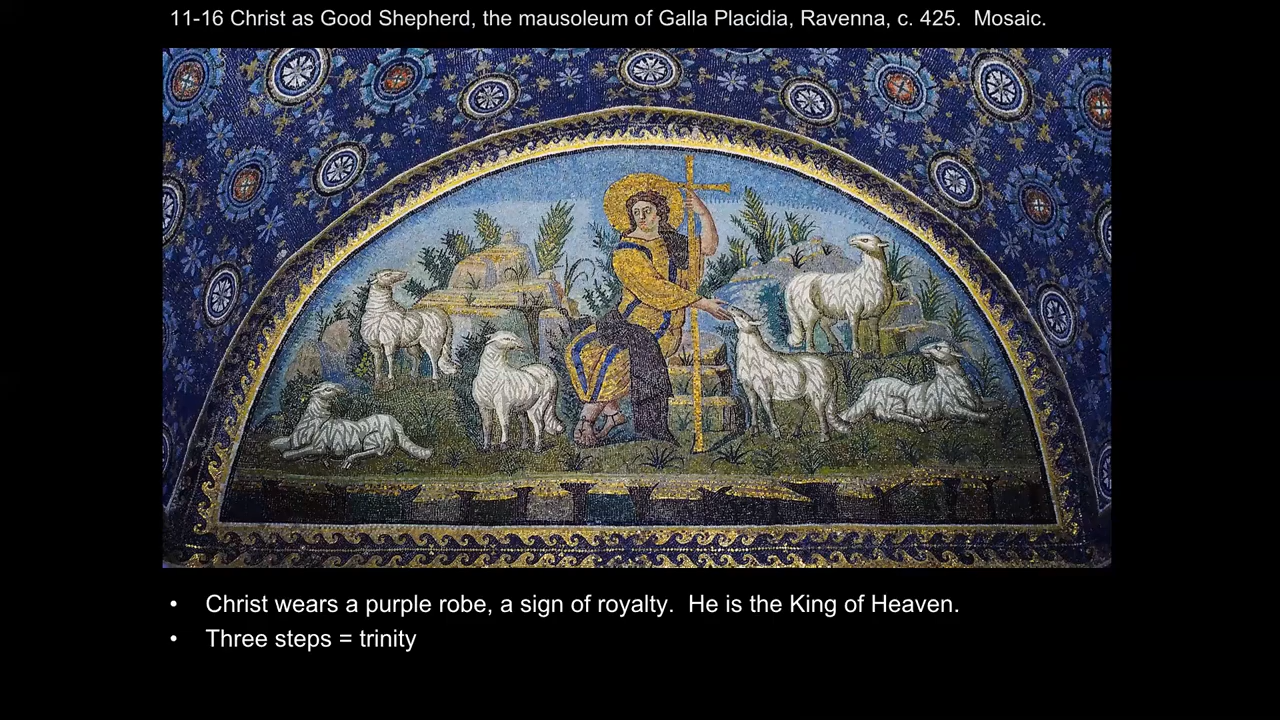 11-16 Christ as Good Shepherd, the mausoleum of Galla Placidia, Ravenna, c. 425.  Mosaic.
• Christ wears a purple robe, a sign of royalty.  He is the King of Heaven.
• Three steps = trinity